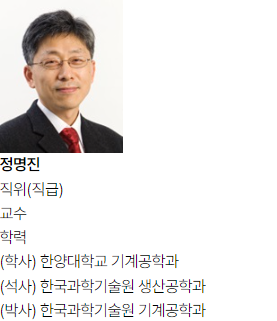 정명진
직위(직급)
교수
학력
(학사) 한양대학교 기계공학과
(석사) 한국과학기술원 생산공학과
(박사) 한국과학기술원 기계공학과